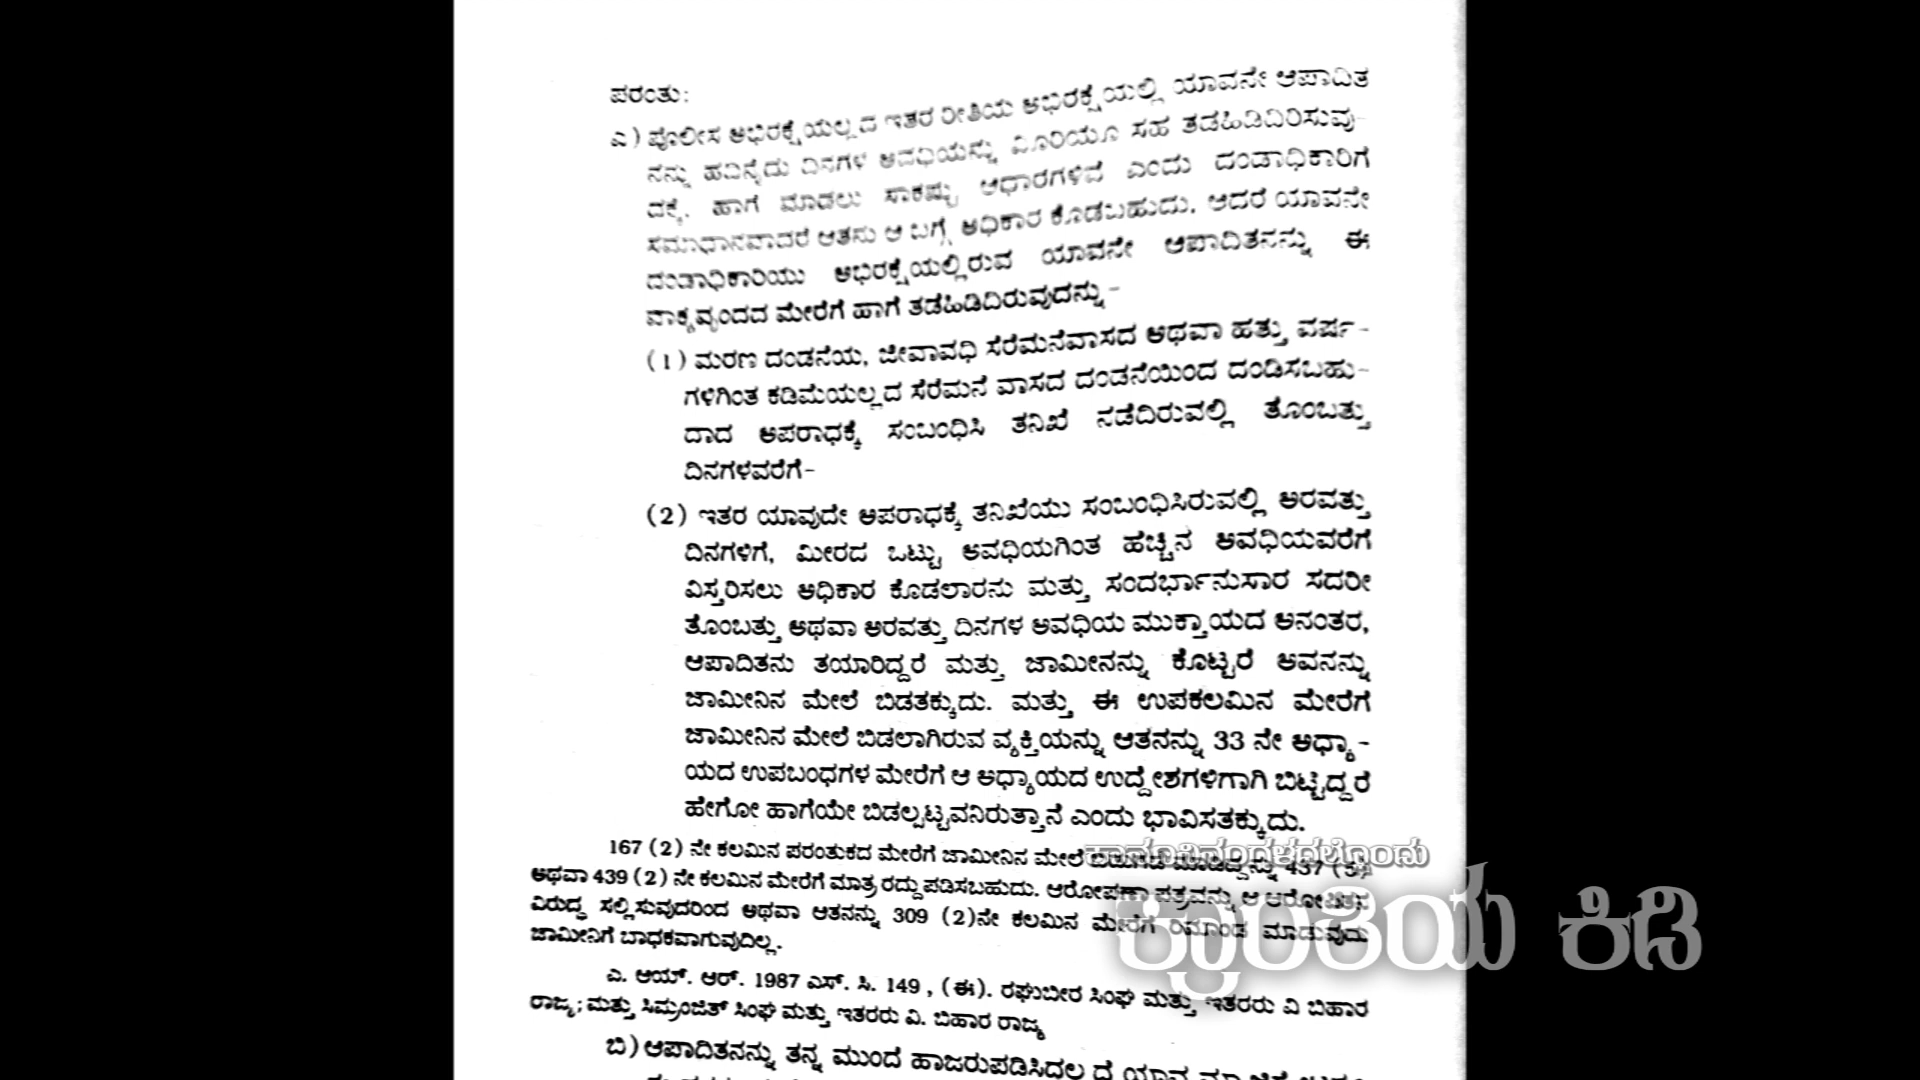 ಪರಂತು:
ಎ) ಪೊಲೀಸ ಅಭಿರಕ್ಷೆಯಲ್ಲದ ಇತರ ರೀತಿಯ ಅಭಿರಕ್ಷೆಯಲ್ಲಿ ಯಾವನೇ ಆಪಾದಿತ
ನನ್ನು ಹದಿನೈದು ದಿನಗಳ ಅವಧಿಯನ್ನು ಮೀರಿಯೂ ಸಹ ತಡೆಹಿಡಿದಿರಿಸುವು-
ದಕ್ಕೆ. ಹಾಗೆ ಮಾಡಲು ಸಾಕಷ್ಟು ಆಧಾರಗಳಿವೆ ಎಂದು ದಂಡಾಧಿಕಾರಿಗೆ
ಸಮಾಧಾನವಾದರೆ ಆತನು ಆ ಬಗ್ಗೆ ಅಧಿಕಾರ ಕೊಡಬಹುದು. ಆದರೆ ಯಾವನೇ
ದಂಡಾಧಿಕಾರಿಯು ಅಭಿರಕ್ಷೆಯಲ್ಲಿರುವ ಯಾವನೇ ಆಪಾದಿತನನ್ನು ಈ
ವಾಕ್ಯವೃಂದದ ಮೇರೆಗೆ ಹಾಗೆ ತಡೆಹಿಡಿದಿರುವುದನ್ನು -
(1) ಮರಣ ದಂಡನೆಯ, ಜೀವಾವಧಿ ಸೆರೆಮನೆವಾಸದ ಅಥವಾ ಹತ್ತು ವರ್ಷ-
ಗಳಿಗಿಂತ ಕಡಿಮೆಯಲ್ಲದ ಸೆರೆಮನೆ ವಾಸದ ದಂಡನೆಯಿಂದ ದಂಡಿಸಬಹು-
ದಾದ ಅಪರಾಧಕ್ಕೆ ಸಂಬಂಧಿಸಿ ತನಿಖೆ ನಡೆದಿರುವಲ್ಲಿ ತೊಂಬತ್ತು
ದಿನಗಳವರೆಗೆ-
(2) ಇತರ ಯಾವುದೇ ಅಪರಾಧಕ್ಕೆ ತನಿಖೆಯು ಸಂಬಂಧಿಸಿರುವಲ್ಲಿ ಅರವತ್ತು
ದಿನಗಳಿಗೆ, ಮೀರದ ಒಟ್ಟು ಅವಧಿಯಗಿಂತ ಹೆಚ್ಚಿನ ಅವಧಿಯವರೆಗೆ
ವಿಸ್ತರಿಸಲು ಅಧಿಕಾರ ಕೊಡಲಾರನು ಮತ್ತು ಸಂದರ್ಭಾನುಸಾರ ಸದರೀ
ತೊಂಬತ್ತು ಅಥವಾ ಅರವತ್ತು ದಿನಗಳ ಅವಧಿಯ ಮುಕ್ತಾಯದ ಅನಂತರ,
ಆಪಾದಿತನು ತಯಾರಿದ್ದರೆ ಮತ್ತು ಜಾಮೀನನ್ನು ಕೊಟ್ಟರೆ ಅವನನ್ನು
ಜಾಮೀನಿನ ಮೇಲೆ ಬಿಡತಕ್ಕುದು. ಮತ್ತು ಈ ಉಪಕಲಮಿನ ಮೇರೆಗೆ
ಜಾಮೀನಿನ ಮೇಲೆ ಬಿಡಲಾಗಿರುವ ವ್ಯಕ್ತಿಯನ್ನು ಆತನನ್ನು 33 ನೇ ಅಧ್ಯಾ-
ಯದ ಉಪಬಂಧಗಳ ಮೇರೆಗೆ ಆ ಅಧ್ಯಾಯದ ಉದ್ದೇಶಗಳಿಗಾಗಿ ಬಿಟ್ಟಿದ್ದರೆ
ಹೇಗೋ ಹಾಗೆಯೇ ಬಿಡಲ್ಪಟ್ಟವನಿರುತ್ತಾನೆ ಎಂದು ಭಾವಿಸತಕ್ಕುದು.
167 (2) ನೇ ಕಲಮಿನ ಪರಂತುಕದ ಮೇರೆಗೆ ಜಾಮೀನಿನ ಮೇಲೆ 437 (5)
ಅಥವಾ 439 (2) ನೇ ಕಲಮಿನ ಮೇರೆಗೆ ಮಾತ್ರ ರದ್ದು ಪಡಿಸಬಹುದು. ಆರೋಪಣಾ ಪತ್ರವನ್ನು ಆ ಆರೋಪಿತನ
ವಿರುದ್ಧ ಸಲ್ಲಿಸುವುದರಿಂದ ಅಥವಾ ಆತನನ್ನು 309 (2)ನೇ ಕಲಮಿನ ಮೇರೆಗೆ ರಿಮಾಂಡ ಮಾಡುವುದು
ಜಾಮೀನಿಗೆ ಬಾಧಕವಾಗುವುದಿಲ್ಲ.
ಕ್ರಾಂತಿಯ ಕಿಡಿ
ಎ. ಆಯ್. ಆರ್. 1987 ಎಸ್. ಸಿ. 149, (ಈ). ರಘುಬೀರ ಸಿಂಘ ಮತ್ತು ಇತರರು ವಿ ಬಿಹಾರ
ರಾಜ್ಯ; ಮತ್ತು ಸಿಮ್ರಂಜಿತ್ ಸಿಂಘ ಮತ್ತು ಇತರರು ವಿ. ಬಿಹಾರ ರಾಜ್ಯ
ಬಿ) ಆಪಾದಿತನನ್ನು ತನ್ನ ಮುಂದೆ ಹಾಜರುಪಡಿಸಿದಲ್ಲದೆ ಯಾವ